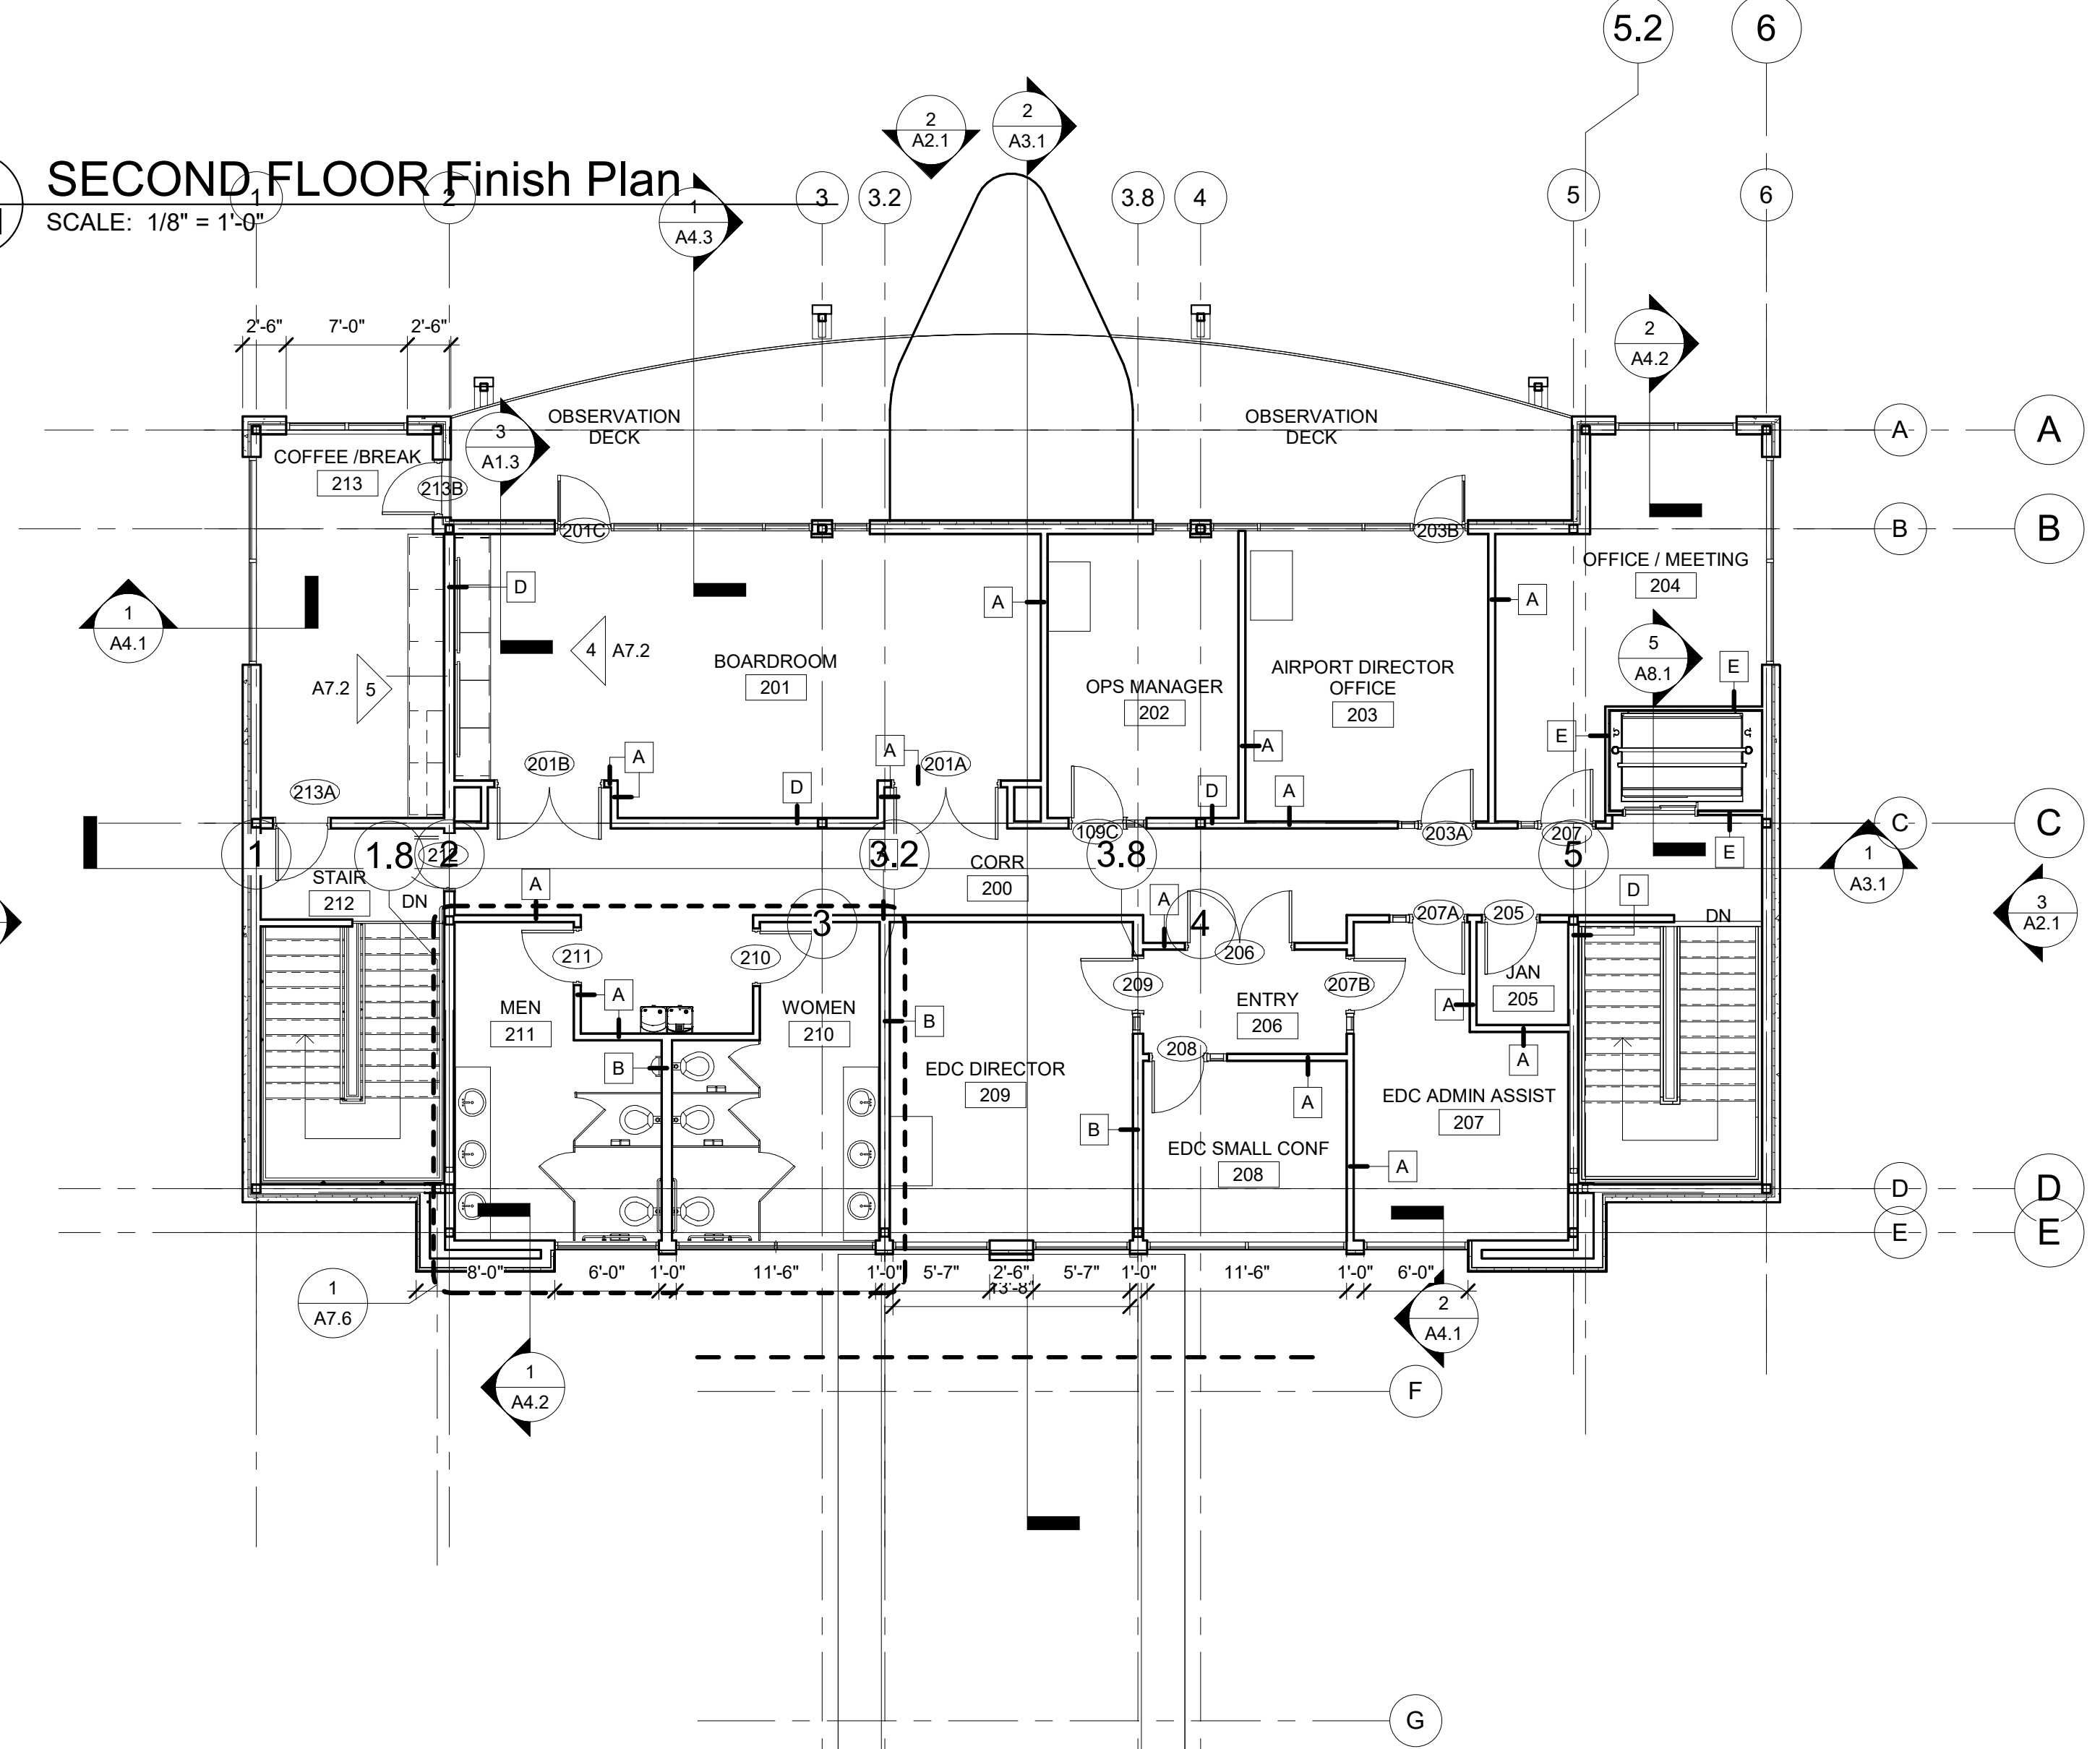 5.2
6
2
A2.1
2
A3.1
SECOND FLOOR Finish Plan
SCALE: 1/8" = 1'-0"
1
2
1
A4.3
3
3.2
3.8
4
5
6
2'-6"
7'-0"
2'-6"
2
A4.2
OBSERVATION
DECK
OBSERVATION
DECK
3
A1.3
A
A
COFFEE /BREAK
213
213B
201C
203B
B
B
OFFICE / MEETING
204
D
A
A
1
A4.1
4
A7.2
5
A8.1
E
BOARDROOM
201
A7.2
5
OPS MANAGER
202
AIRPORT DIRECTOR
OFFICE
203
E
A
A
A
201B
201A
213A
D
D
A
109C
203A
207
C
C
1
1.8
212
2
3.2
3.8
5
E
CORR
200
1
A3.1
STAIR
212
DN
A
A
D
3
A2.1
3
4
207A
205
DN
211
210
206
JAN
205
209
207B
MEN
211
A
WOMEN
210
ENTRY
206
A
B
208
A
B
EDC DIRECTOR
209
EDC ADMIN ASSIST
207
A
B
EDC SMALL CONF
208
A
D
D
E
E
8'-0"
6'-0"
1'-0"
11'-6"
1'-0"
5'-7"
2'-6"
5'-7"
1'-0"
11'-6"
1'-0"
6'-0"
13'-8"
1
A7.6
2
A4.1
1
A4.2
F
G